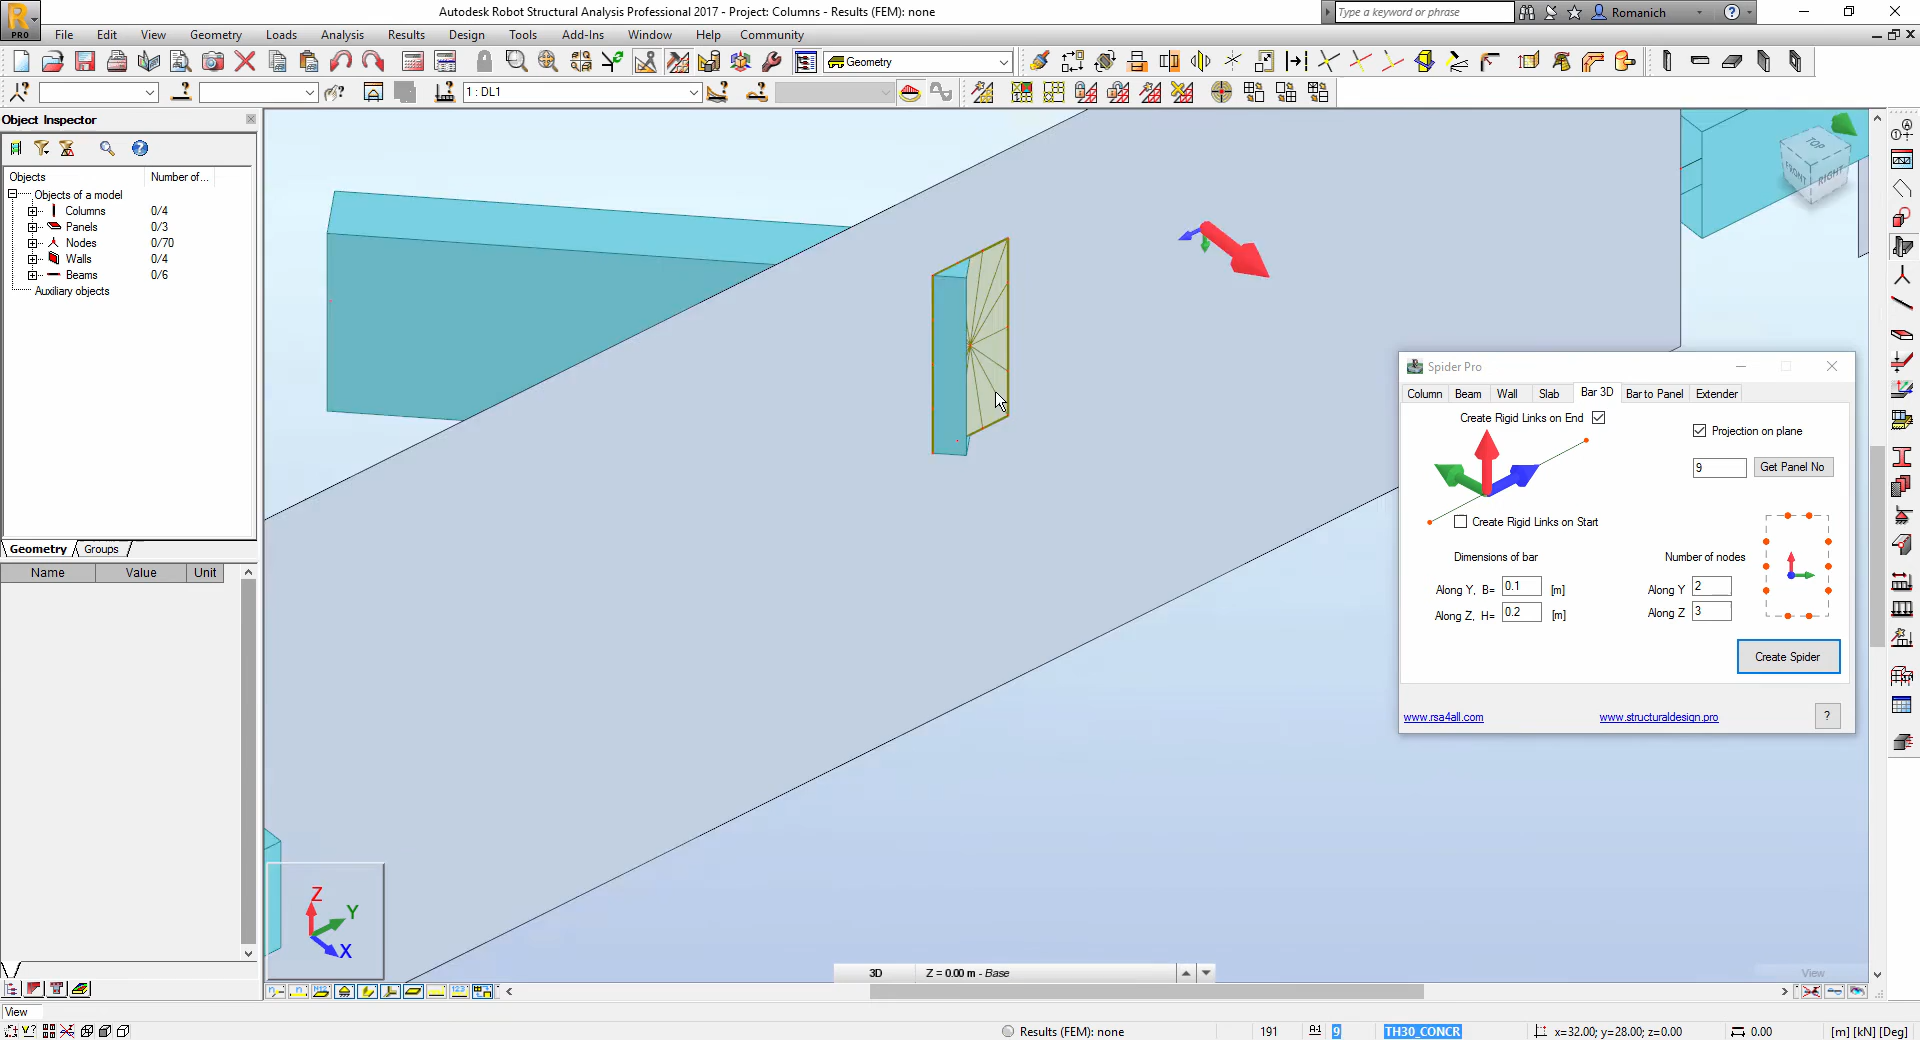 Autodesk Robot Structural Analysis Professional 2017 - Project: Columns - Results (FEM): none
Type a keyword or phrase
Romanich
PRO
File Edit View Geometry Loads Analysis Results Design Tools Add-Ins Window Help Community
Geometry
1 : DL1
Object Inspector
Objects Number of...
Objects of a model
Columns 0/4
Panels 0/3
Nodes 0/70
Walls 0/4
Beams 0/6
Auxiliary objects
Geometry Groups
Name Value Unit
TOP
FRONT
RIGHT
Spider Pro
Column Beam Wall Slab Bar 3D Bar to Panel Extender
Create Rigid Links on End
Projection on plane
9 Get Panel No
Create Rigid Links on Start
Dimensions of bar
Number of nodes
Along Y, B= 0.1 [m]
Along Y 2
Along Z, H= 0.2 [m]
Along Z 3
Create Spider
www.rsa4all.com
www.structuraldesign.pro
?
Z
Y
X
3D Z = 0.00 m - Base
View
View
Results (FEM): none 191 9 TH30_CONCR x=32.00; y=28.00; z=0.00 0.00 [m] [kN] [Deg]